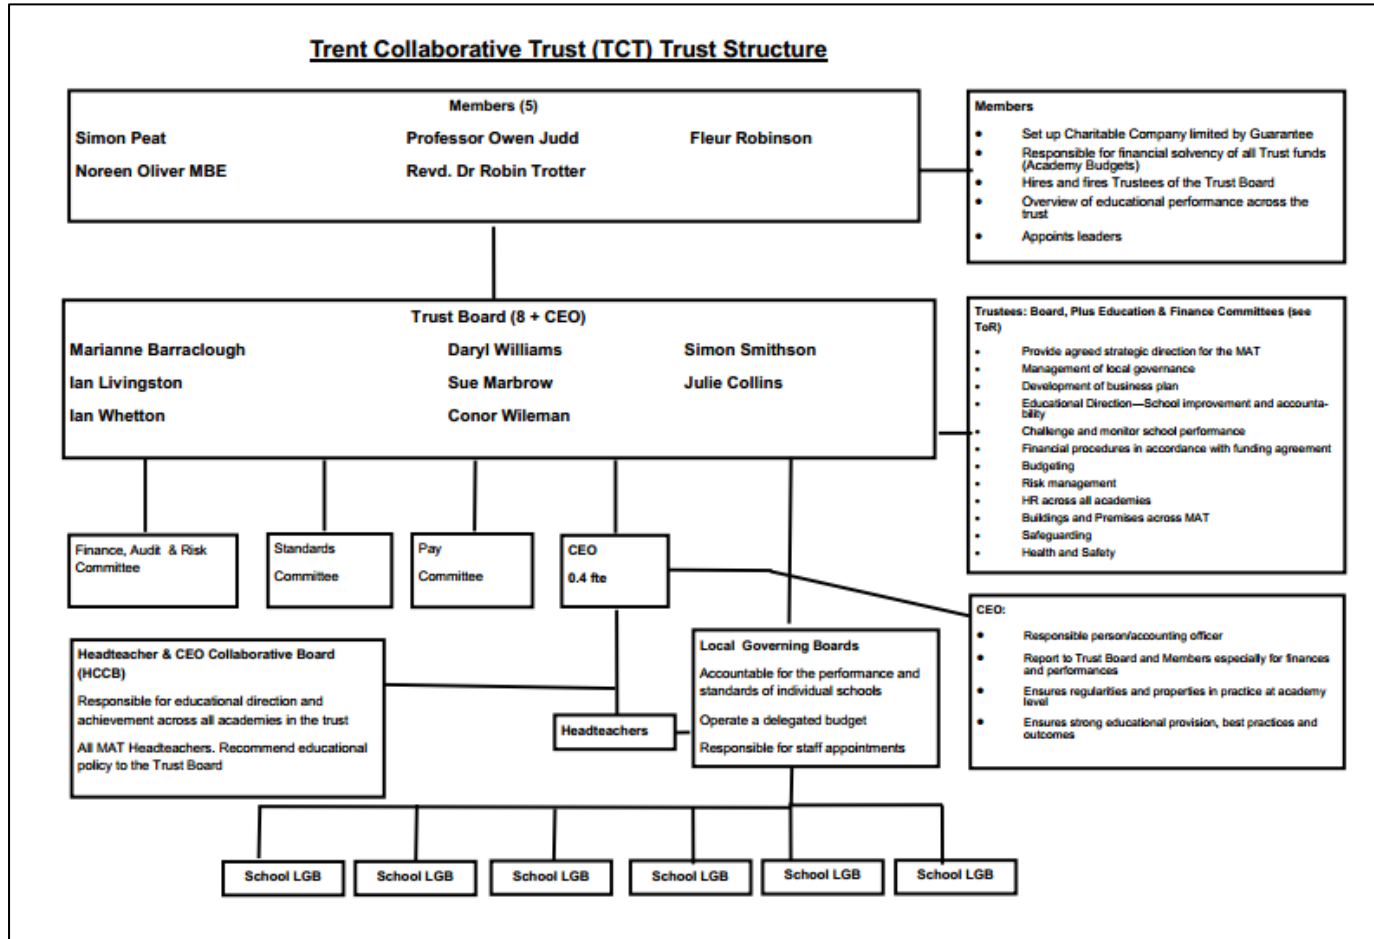 Trent Collaborative Trust (TCT) Trust Structure
Members (5)
Simon Peat
Professor Owen Judd
Fleur Robinson
Noreen Oliver MBE
Revd. Dr Robin Trotter
Members
● Set up Charitable Company limited by Guarantee
● Responsible for financial solvency of all Trust funds
(Academy Budgets)
● Hires and fires Trustees of the Trust Board
● Overview of educational performance across the
trust
● Appoints leaders
Trust Board (8 + CEO)
Marianne Barraclough
Daryl Williams
Simon Smithson
Ian Livingston
Sue Marbrow
Julie Collins
Ian Whetton
Conor Wileman
Trustees: Board, Plus Education & Finance Committees (see
ToR)
• Provide agreed strategic direction for the MAT
• Management of local governance
• Development of business plan
• Educational Direction—School improvement and accounta-
bility
• Challenge and monitor school performance
• Financial procedures in accordance with funding agreement
• Budgeting
• Risk management
• HR across all academies
• Buildings and Premises across MAT
• Safeguarding
• Health and Safety
Finance, Audit & Risk
Committee
Standards
Committee
Pay
Committee
CEO
0.4 fte
CEO:
● Responsible person/accounting officer
● Report to Trust Board and Members especially for finances
and performances
● Ensures regularities and properties in practice at academy
level
● Ensures strong educational provision, best practices and
outcomes
Headteacher & CEO Collaborative Board
(HCCB)
Responsible for educational direction and
achievement across all academies in the trust
All MAT Headteachers. Recommend educational
policy to the Trust Board
Headteachers
Local Governing Boards
Accountable for the performance and
standards of individual schools
Operate a delegated budget
Responsible for staff appointments
School LGB
School LGB
School LGB
School LGB
School LGB
School LGB